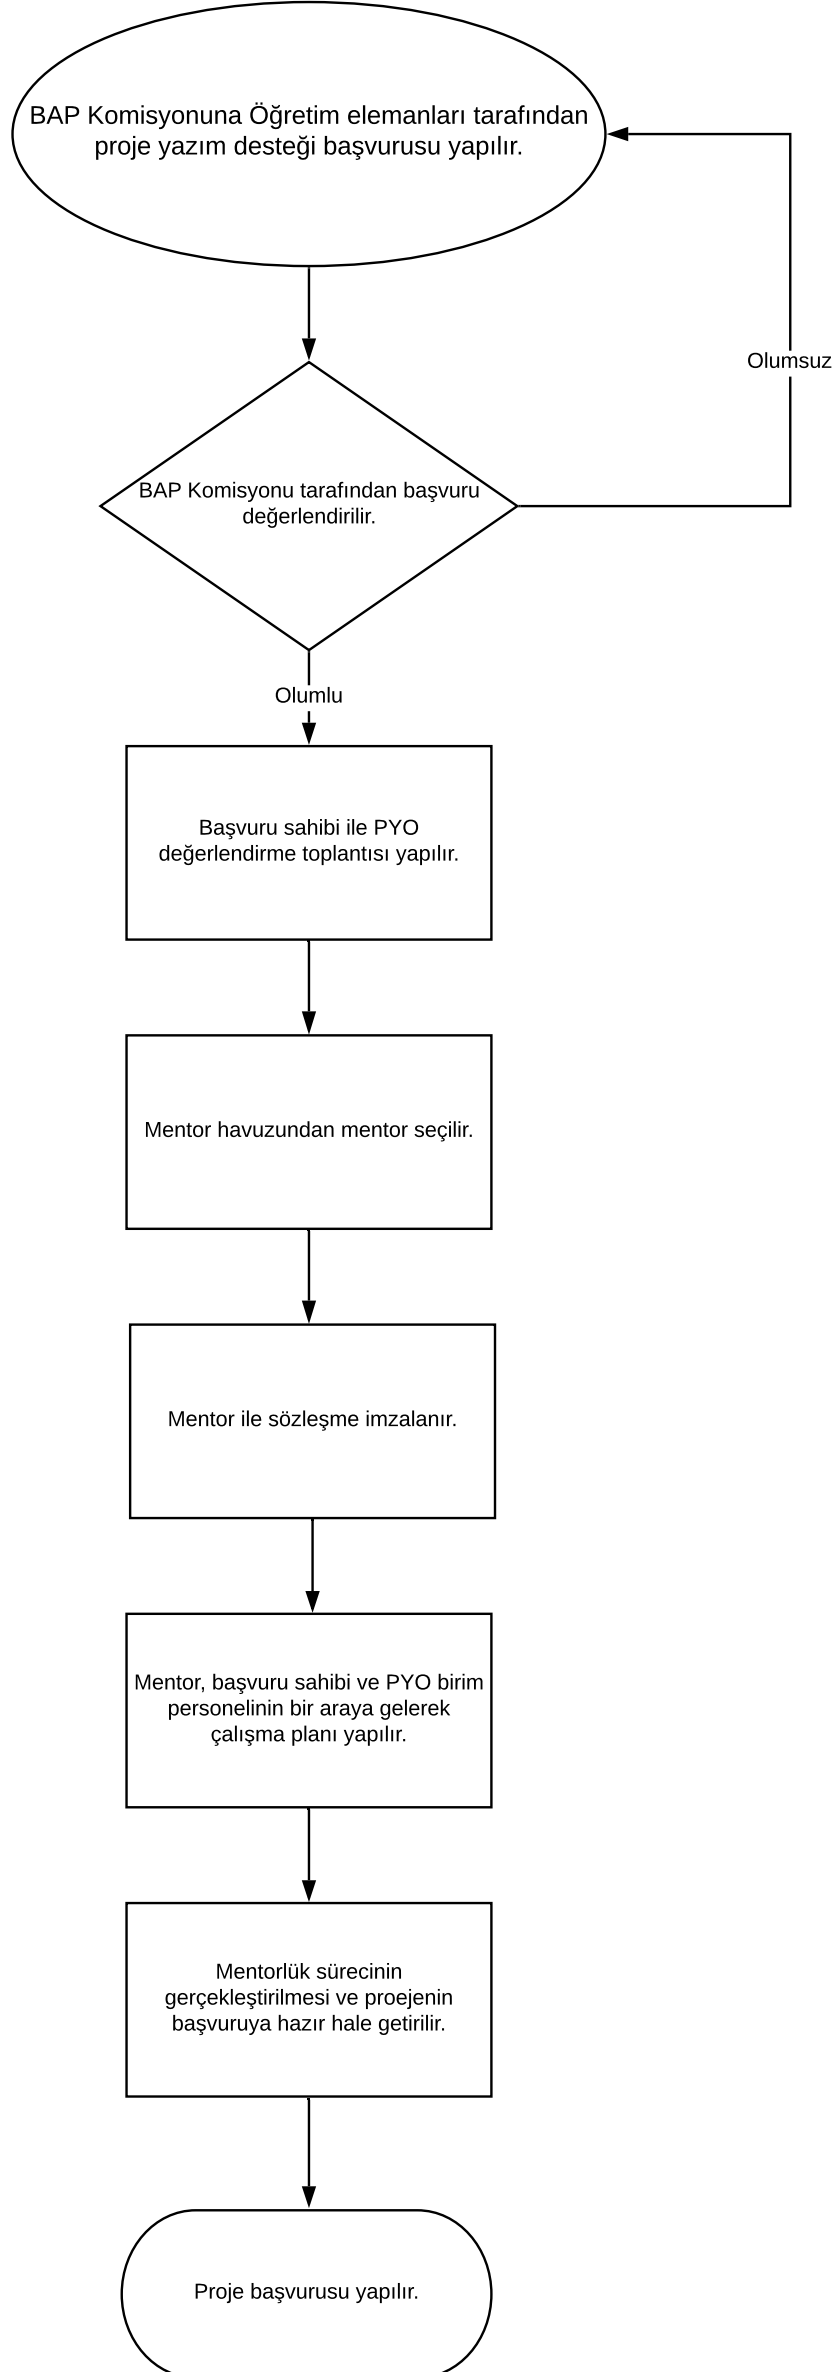 BAP Komisyonuna Öğretim elemanları tarafından
proje yazım desteği başvurusu yapılır.
Olumsuz
BAP Komisyonu tarafından başvuru
değerlendirilir.
Olumlu
Başvuru sahibi ile PYO
değerlendirme toplantısı yapılır.
Mentor havuzundan mentor seçilir.
Mentor ile sözleşme imzalanır.
Mentor, başvuru sahibi ve PYO birim
personelinin bir araya gelerek
çalışma planı yapılır.
Mentorlük sürecinin
gerçekleştirilmesi ve proejenin
başvuruya hazır hale getirilir.
Proje başvurusu yapılır.